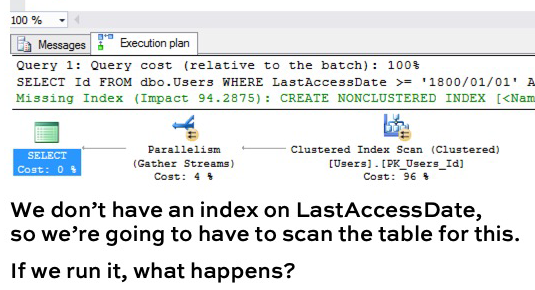 100 %
Messages Execution plan
Query 1: Query cost (relative to the batch): 100%
SELECT Id FROM dbo.Users WHERE LastAccessDate >= '1800/01/01' A
Missing Index (Impact 94.2875): CREATE NONCLUSTERED INDEX [<Nam
SELECT
Cost: 0 %
Parallelism
(Gather Streams)
Cost: 4 %
Clustered Index Scan (Clustered)
[Users].[PK_Users_Id]
Cost: 96 %
We don't have an index on LastAccessDate,
so we're going to have to scan the table for this.
If we run it, what happens?